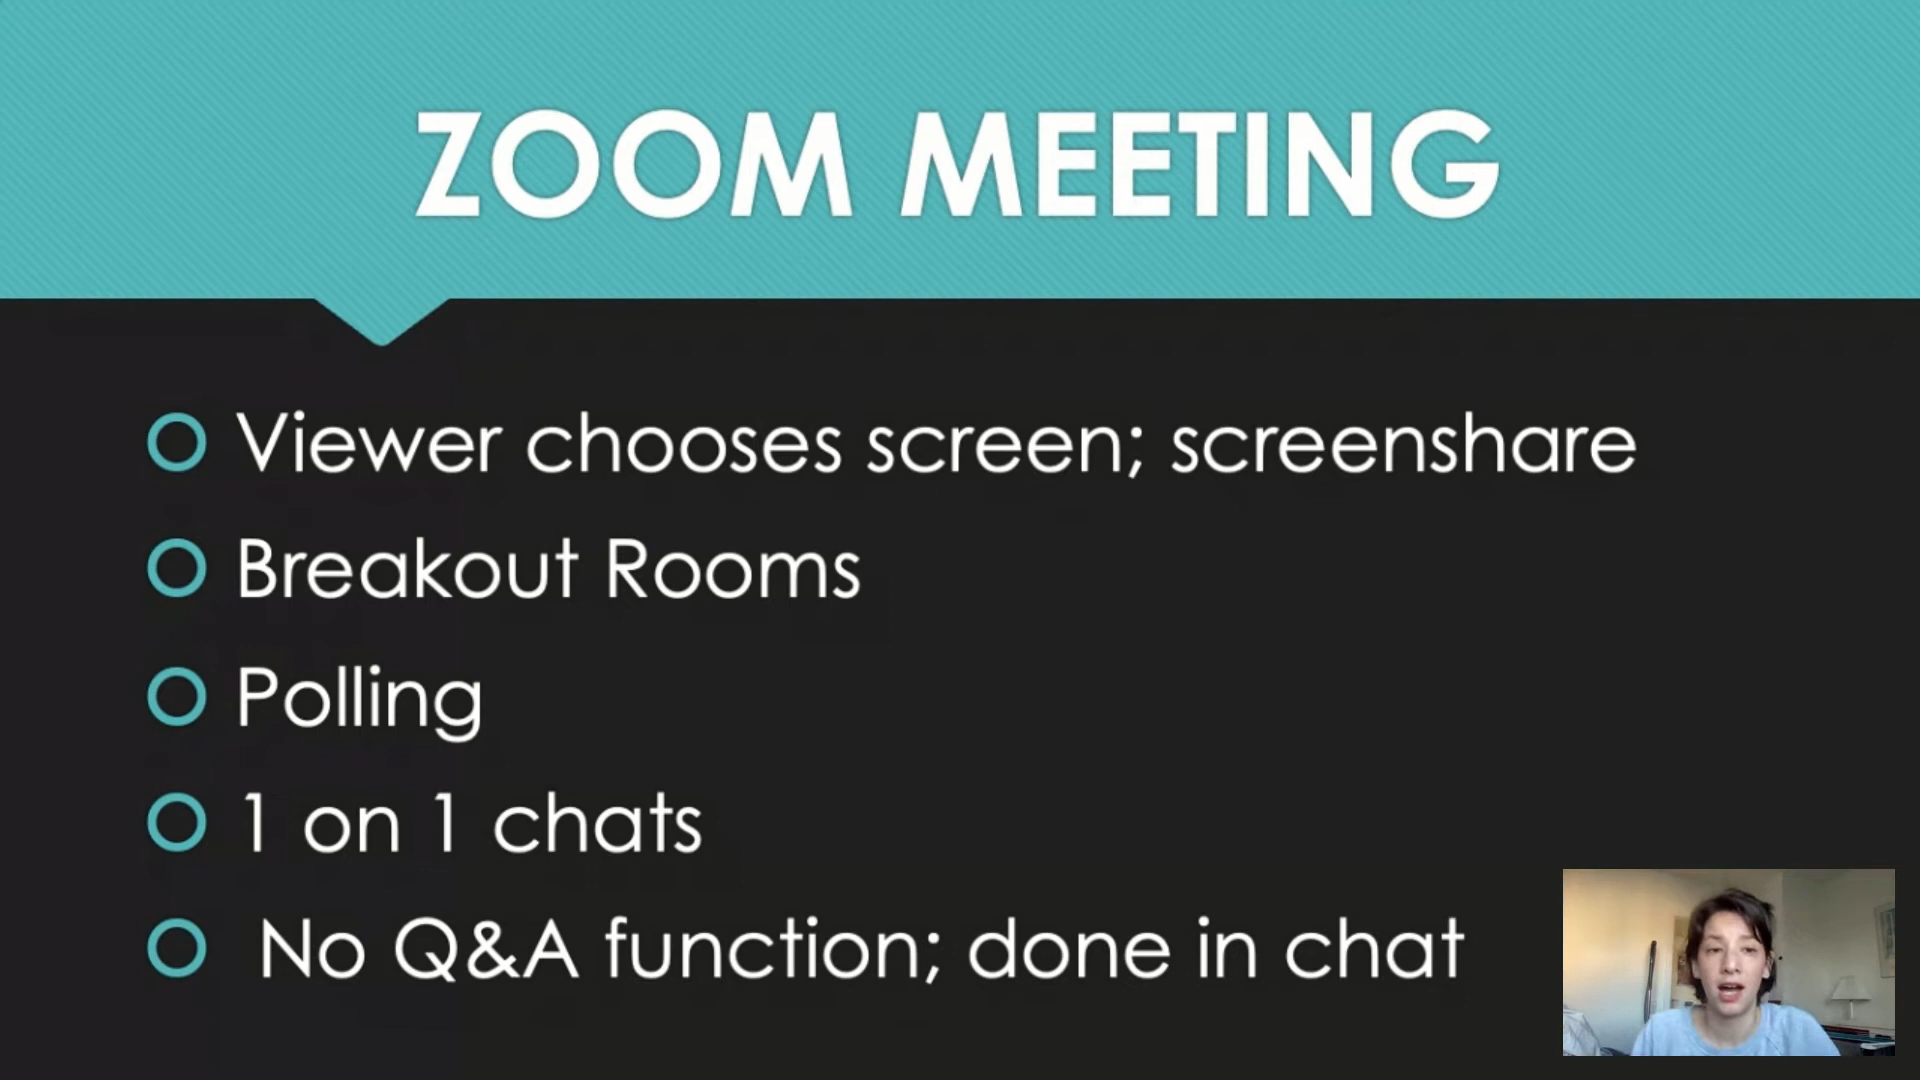 ZOOM MEETING
Viewer chooses screen; screenshare
Breakout Rooms
Polling
1 on 1 chats
No Q&A function; done in chat